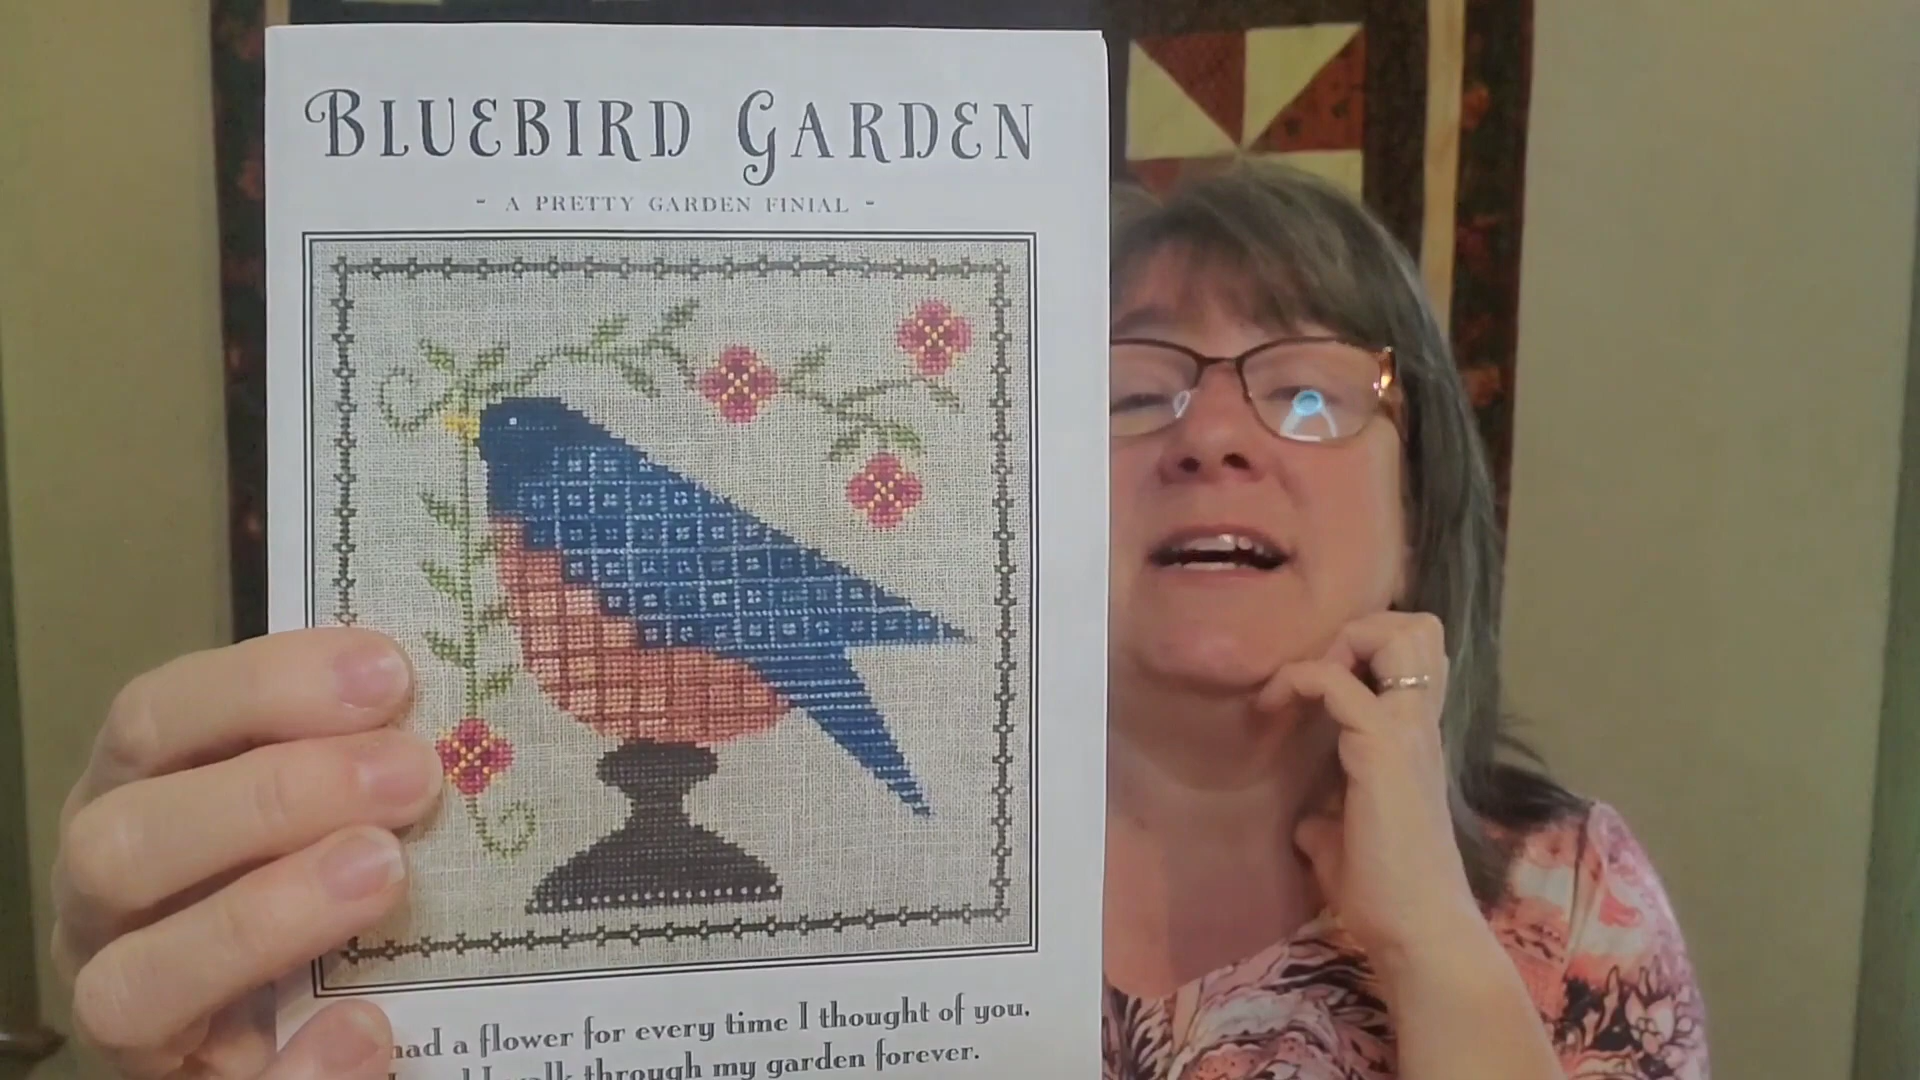 BLUEBIRD GARDEN
- A PRETTY GARDEN FINIAL -
had a flower for every time I thought of you,
I walk through my garden forever.